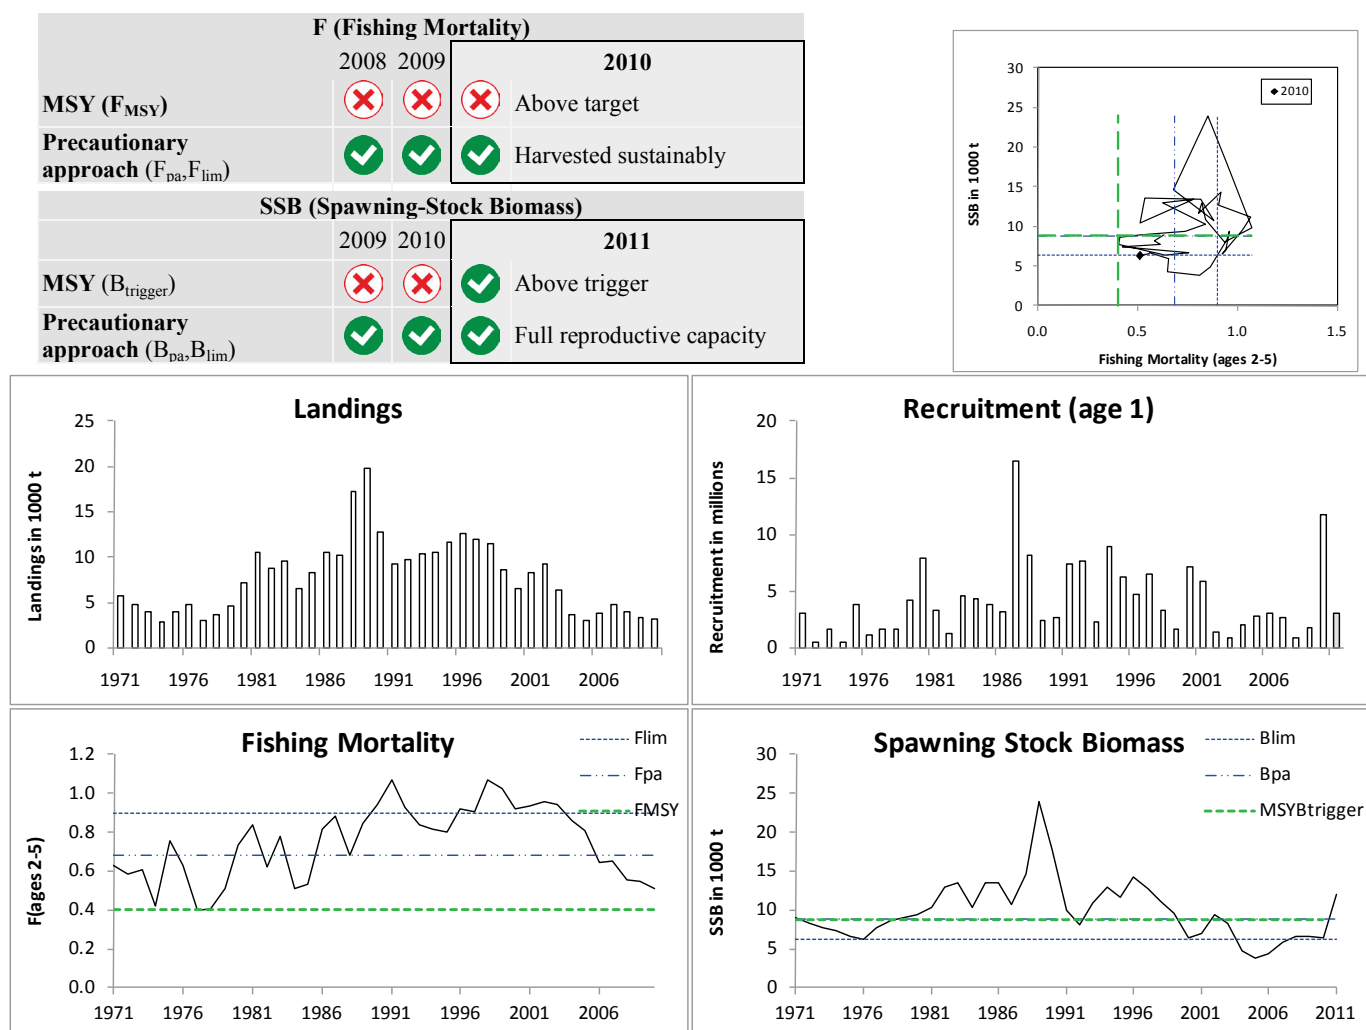 F (Fishing Mortality)
2008 2009 2010
MSY (FMSY) Above target
Precautionary
approach (Fpa,Flim) Harvested sustainably
SSB (Spawning-Stock Biomass)
2009 2010 2011
MSY (Btrigger) Above trigger
Precautionary
approach (Bpa,Blim) Full reproductive capacity
30
25
20
15
10
5
0
SSB in 1000 t
2010
0.0 0.5 1.0 1.5
Fishing Mortality (ages 2-5)
Landings
25
20
15
10
5
0
Landings in 1000 t
1971 1976 1981 1986 1991 1996 2001 2006
Recruitment (age 1)
20
15
10
5
0
Recruitment in millions
1971 1976 1981 1986 1991 1996 2001 2006
Fishing Mortality
Flim
Fpa
FMSY
1.2
1.0
0.8
0.6
0.4
0.2
0.0
F(ages 2-5)
1971 1976 1981 1986 1991 1996 2001 2006
Spawning Stock Biomass
Blim
Bpa
MSYBtrigger
30
25
20
15
10
5
0
SSB in 1000 t
1971 1976 1981 1986 1991 1996 2001 2006 2011